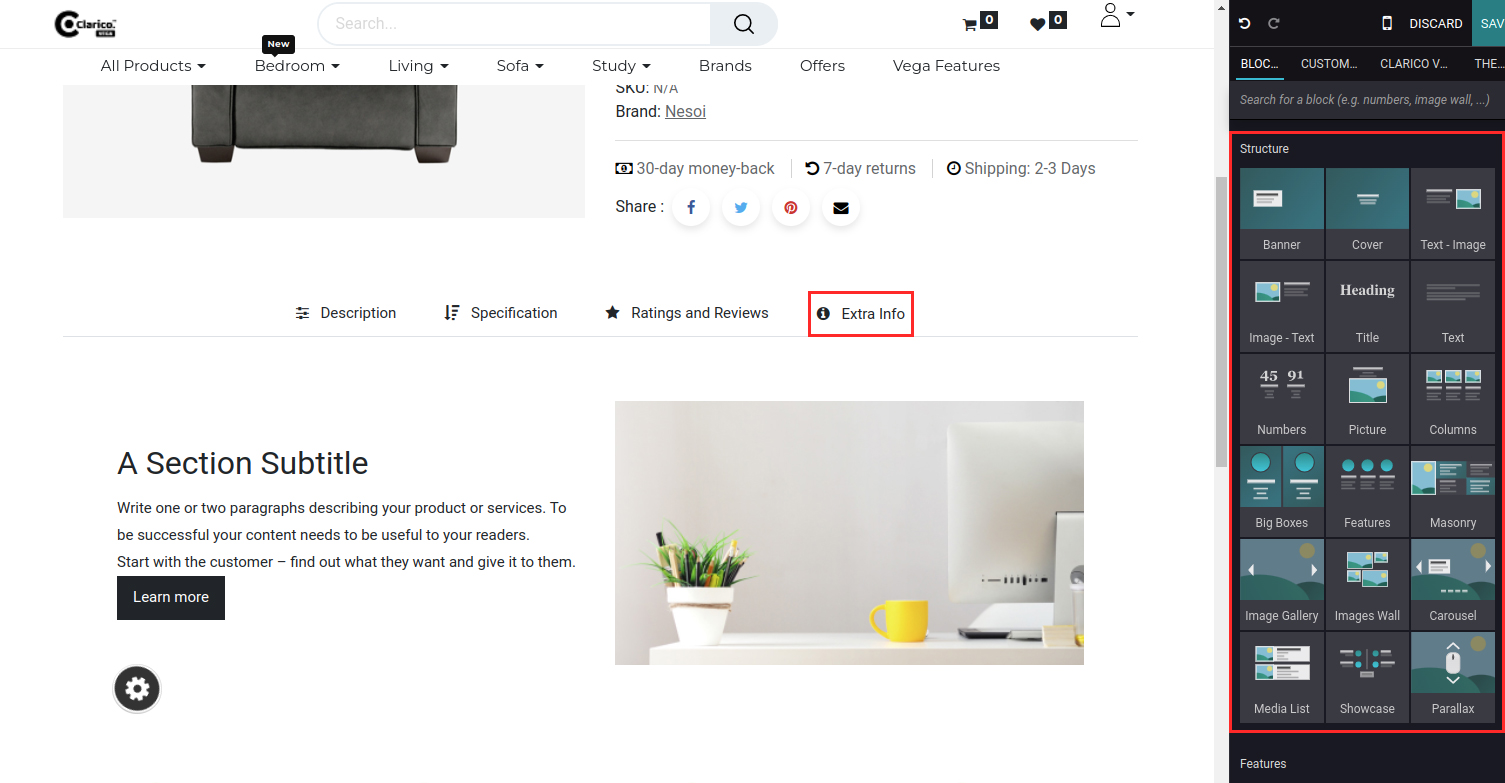 Clarico
VEGA
Search...
0
0
New
All Products
Bedroom
Living
Sofa
Study
Brands
Offers
Vega Features
SKU: N/A
Brand: Nesoi
30-day money-back
7-day returns
Shipping: 2-3 Days
Share :
Description
Specification
Ratings and Reviews
Extra Info
A Section Subtitle
Write one or two paragraphs describing your product or services. To
be successful your content needs to be useful to your readers.
Start with the customer – find out what they want and give it to them.
Learn more
DISCARD
SAV
BLOC...
CUSTOM...
CLARICO V...
THE...
Search for a block (e.g. numbers, image wall, ...)
Structure
Banner
Cover
Text - Image
Image - Text
Heading
Title
Text
45 91
Numbers
Picture
Columns
Big Boxes
Features
Masonry
Image Gallery
Images Wall
Carousel
Media List
Showcase
Parallax
Features